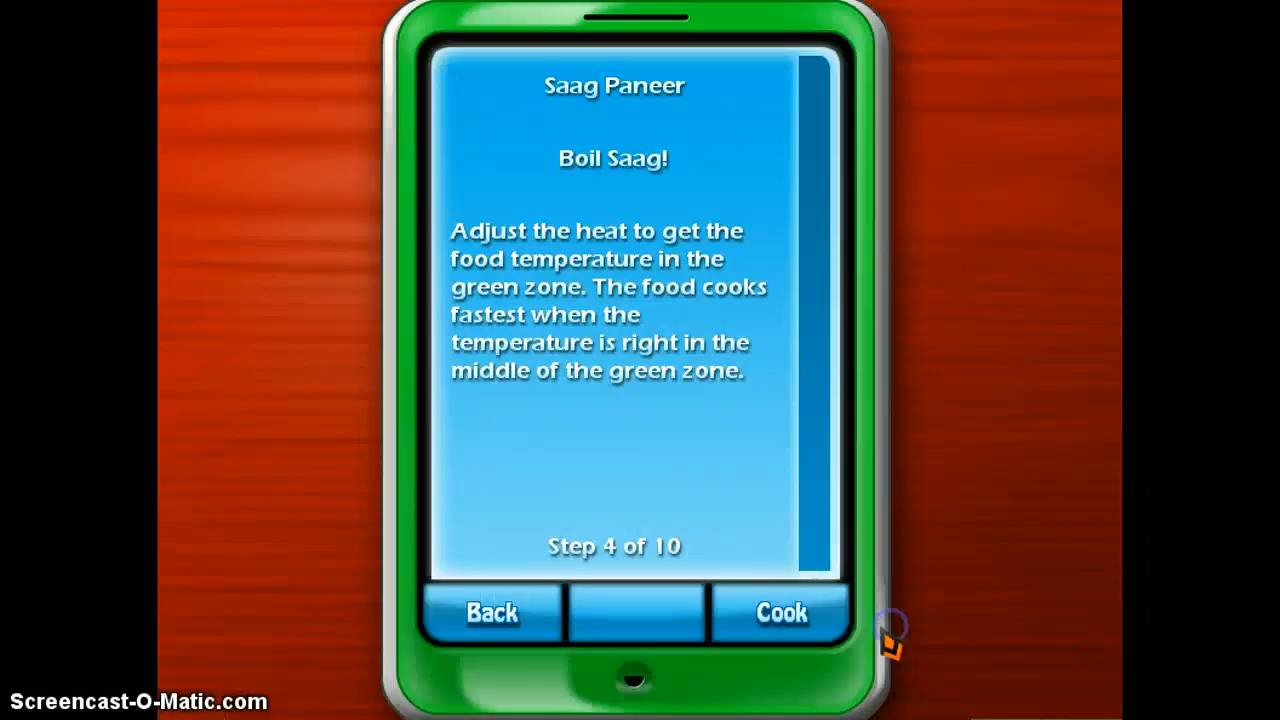 Saag Paneer
Boil Saag!
Adjust the heat to get the
food temperature in the
green zone. The food cooks
fastest when the
temperature is right in the
middle of the green zone.
Step 4 of 10
Back
Cook
Screencast-O-Matic.com